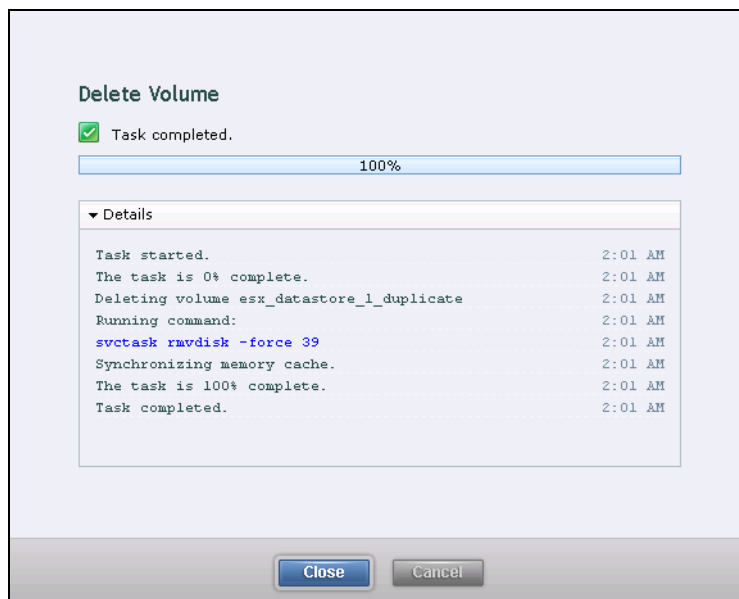 Delete Volume
Task completed.
100%
Details
Task started. 2:01 AM
The task is 0% complete. 2:01 AM
Deleting volume esx_datastore_1_duplicate 2:01 AM
Running command: 2:01 AM
svctask rmvdisk -force 39 2:01 AM
Synchronizing memory cache. 2:01 AM
The task is 100% complete. 2:01 AM
Task completed. 2:01 AM
Close Cancel